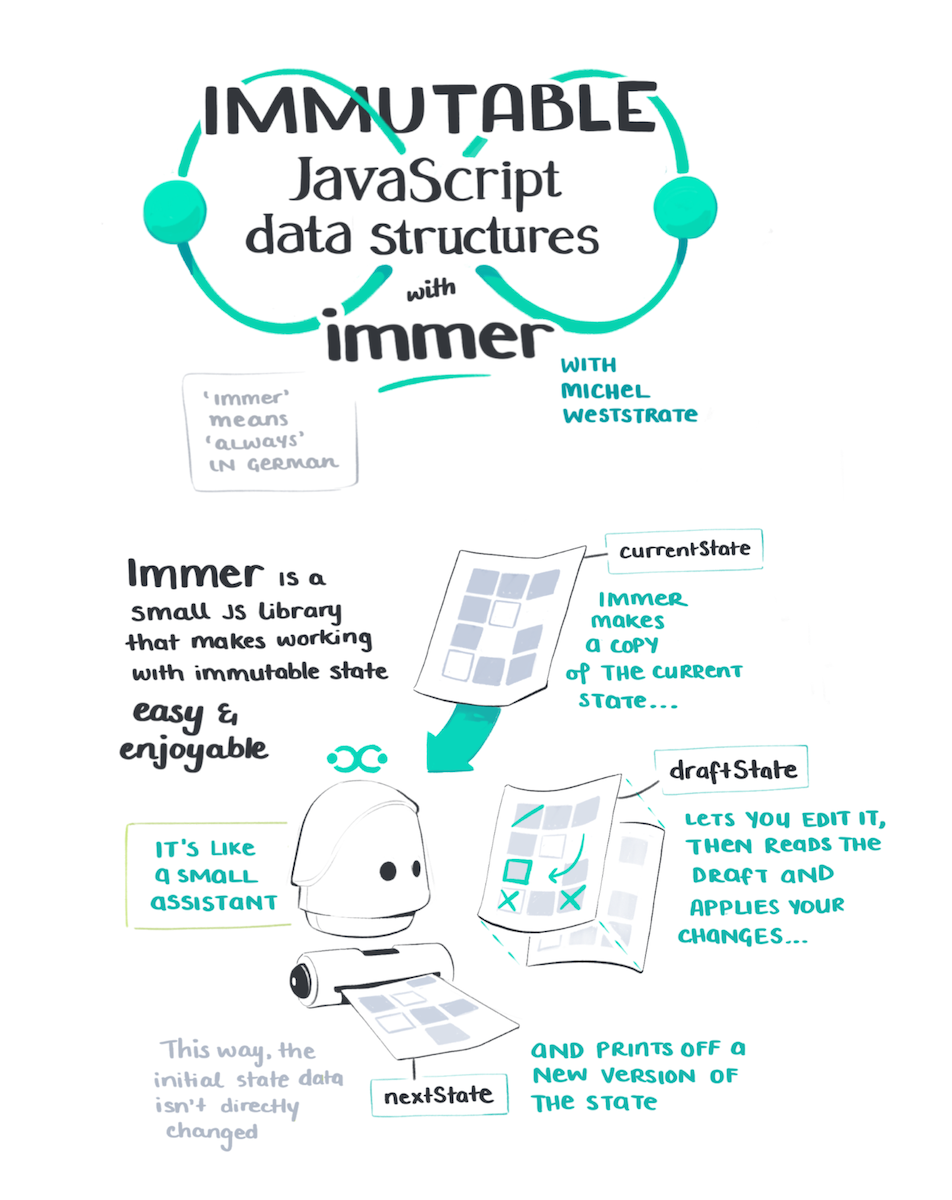 IMMUTABLE
JavaScript
data structures
with
immer
WITH
MICHEL
WESTSTRATE
'immer'
means
'ALWAYS'
IN GERMAN
Immer IS a
small JS library
that makes working
with immutable state
easy &
enjoyable
currentState
IMMER
makes
a COPY
of THE CURRENT
STATE...
draftState
LETS YOU EDIT IT,
THEN READS THE
DRAFT AND
APPLIES YOUR
CHANGES...
IT'S LIKE
a SMALL
ASSISTANT
This way, the
initial state data
isn't directly
changed
nextState
AND PRINTS OFF a
NEW VERSION OF
THE STATE